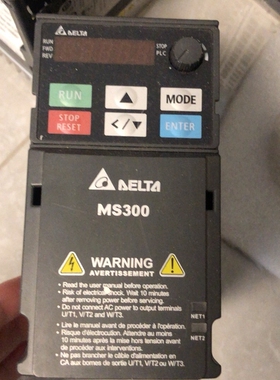 DELTA
RUN
FWD
REV
STOP
PLC
RUN
MODE
STOP
RESET
ENTER
DELTA
MS300
WARNING
AVERTISSEMENT
Read the user manual before operation.
Risk of electrical shock. Wait 10 minutes
after removing power before servicing.
Do not connect AC power to output terminals
U/T1, V/T2, and W/T3.
Lire le manuel avant de procéder à l'opération.
Risque d'électrocution. Attendre au moins
10 minutes après la mise hors tension
avant de procéder à l'entretien.
Ne pas brancher le câble d'alimentation en
CA aux bornes de sortie U/T1, V/T2 ou W/T3.
NET1
NET2